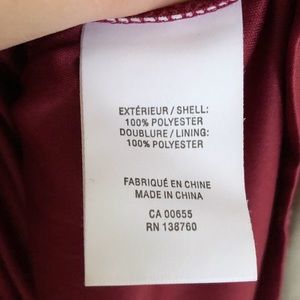 EXTÉRIEUR / SHELL:
100% POLYESTER
DOUBLURE / LINING:
100% POLYESTER
FABRIQUÉ EN CHINE
MADE IN CHINA
CA 00655
RN 138760